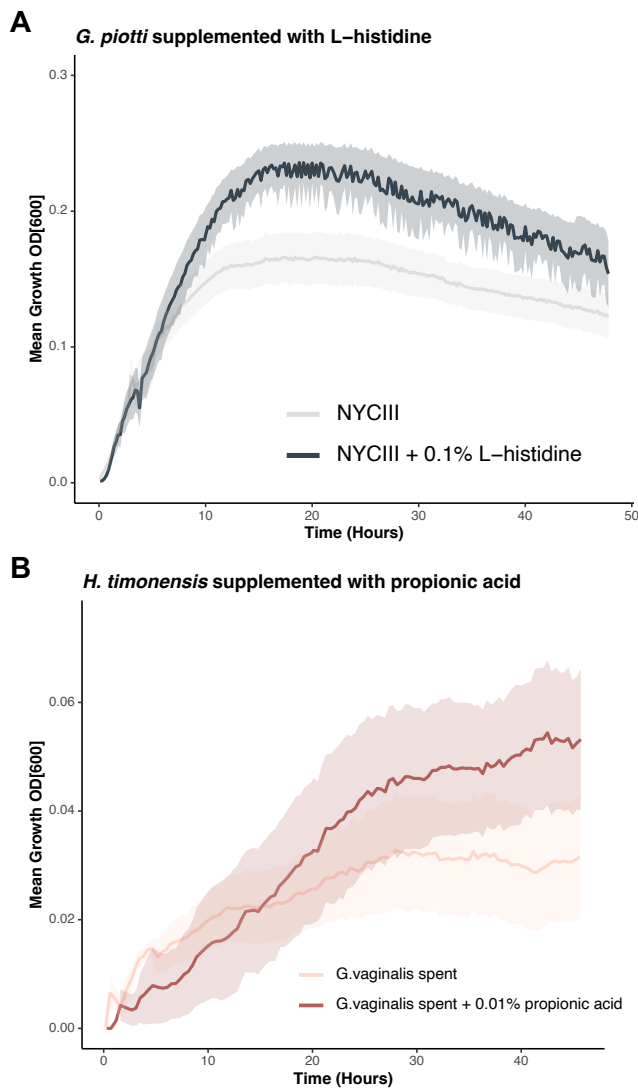 A
G. piotti supplemented with L−histidine
0.3
0.2
0.1
0.0
Mean Growth OD[600]
NYCIII
NYCIII + 0.1% L−histidine
0
10
20
30
40
50
Time (Hours)
B
H. timonensis supplemented with propionic acid
0.06
0.04
0.02
0.00
Mean Growth OD[600]
G.vaginalis spent
G.vaginalis spent + 0.01% propionic acid
0
10
20
30
40
Time (Hours)